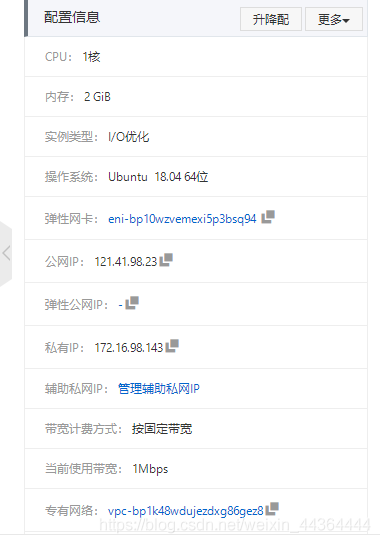 配置信息 升降配 更多
CPU： 1核
内存： 2 GiB
实例类型： I/O优化
操作系统： Ubuntu 18.04 64位
弹性网卡： eni-bp10wzvemexi5p3bsq94
公网IP： 121.41.98.23
弹性公网IP： -
私有IP： 172.16.98.143
辅助私网IP： 管理辅助私网IP
带宽计费方式： 按固定带宽
当前使用带宽： 1Mbps
专有网络： vpc-bp1k48wdujezdxg86gez8
https://blog.csdn.net/weixin_44364444